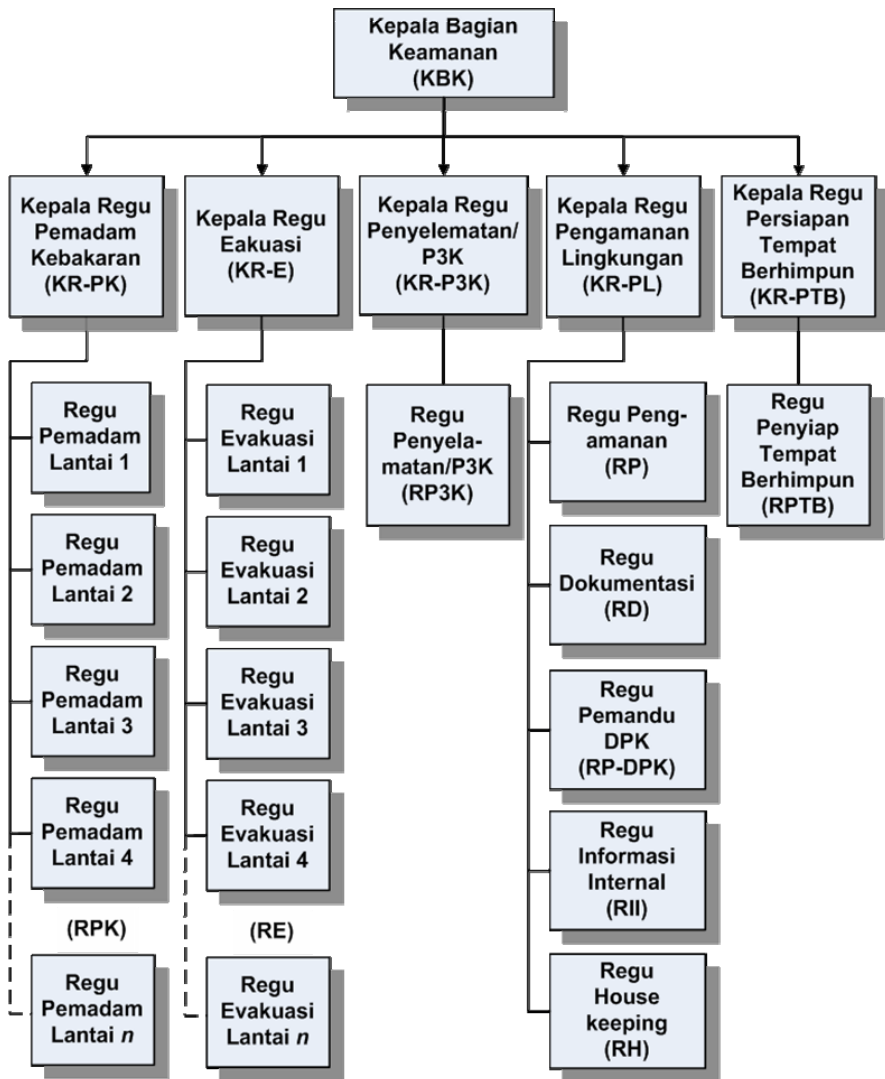 Kepala Bagian
Keamanan
(KBK)
Kepala Regu
Pemadam
Kebakaran
(KR-PK)
Kepala Regu
Eakuasi
(KR-E)
Kepala Regu
Penyelematan/
P3K
(KR-P3K)
Kepala Regu
Pengamanan
Lingkungan
(KR-PL)
Kepala Regu
Persiapan
Tempat
Berhimpun
(KR-PTB)
Regu
Pemadam
Lantai 1
Regu
Pemadam
Lantai 2
Regu
Pemadam
Lantai 3
Regu
Pemadam
Lantai 4
(RPK)
Regu
Pemadam
Lantai n
Regu
Evakuasi
Lantai 1
Regu
Evakuasi
Lantai 2
Regu
Evakuasi
Lantai 3
Regu
Evakuasi
Lantai 4
(RE)
Regu
Evakuasi
Lantai n
Regu
Penyela-
matan/P3K
(RP3K)
Regu Peng-
amanan
(RP)
Regu
Dokumentasi
(RD)
Regu
Pemandu
DPK
(RP-DPK)
Regu
Informasi
Internal
(RII)
Regu
House
keeping
(RH)
Regu
Penyiap
Tempat
Berhimpun
(RPTB)